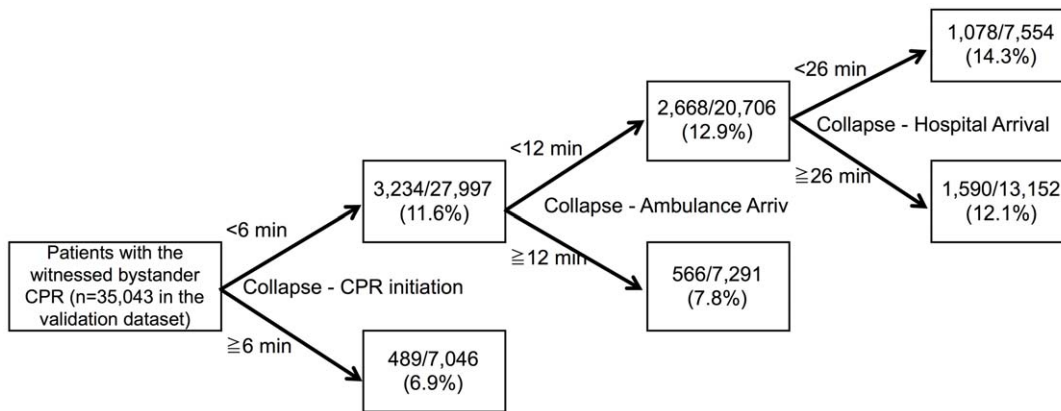 Patients with the
witnessed bystander
CPR (n=35,043 in the
validation dataset)
<6 min
Collapse - CPR initiation
≧6 min
3,234/27,997
(11.6%)
489/7,046
(6.9%)
<12 min
Collapse - Ambulance Arriv
≧12 min
2,668/20,706
(12.9%)
566/7,291
(7.8%)
<26 min
Collapse - Hospital Arrival
≧26 min
1,078/7,554
(14.3%)
1,590/13,152
(12.1%)